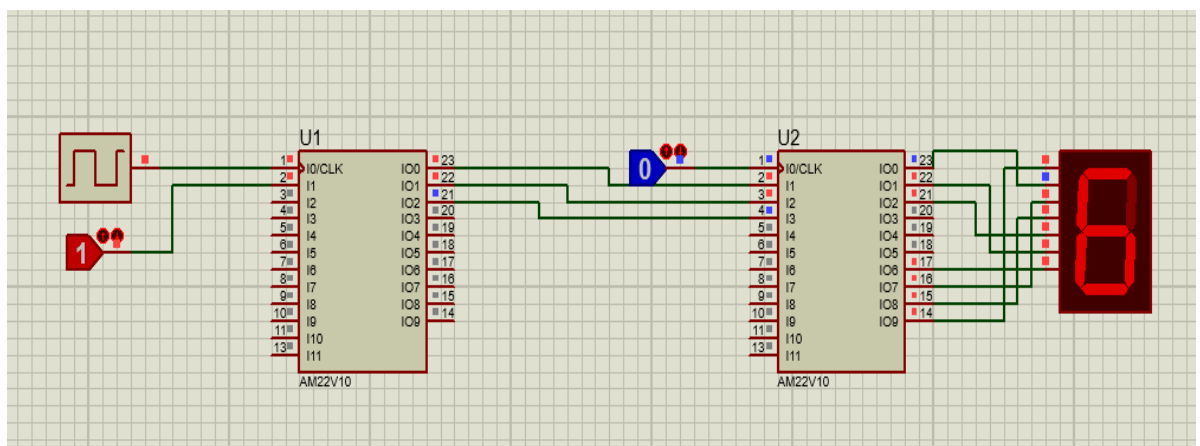 U1
1
2
3
4
5
6
7
8
9
10
11
13
I0/CLK
I1
I2
I3
I4
I5
I6
I7
I8
I9
I10
I11
IO0
IO1
IO2
IO3
IO4
IO5
IO6
IO7
IO8
IO9
23
22
21
20
19
18
17
16
15
14
AM22V10
1
0
U2
1
2
3
4
5
6
7
8
9
10
11
13
I0/CLK
I1
I2
I3
I4
I5
I6
I7
I8
I9
I10
I11
IO0
IO1
IO2
IO3
IO4
IO5
IO6
IO7
IO8
IO9
23
22
21
20
19
18
17
16
15
14
AM22V10
6